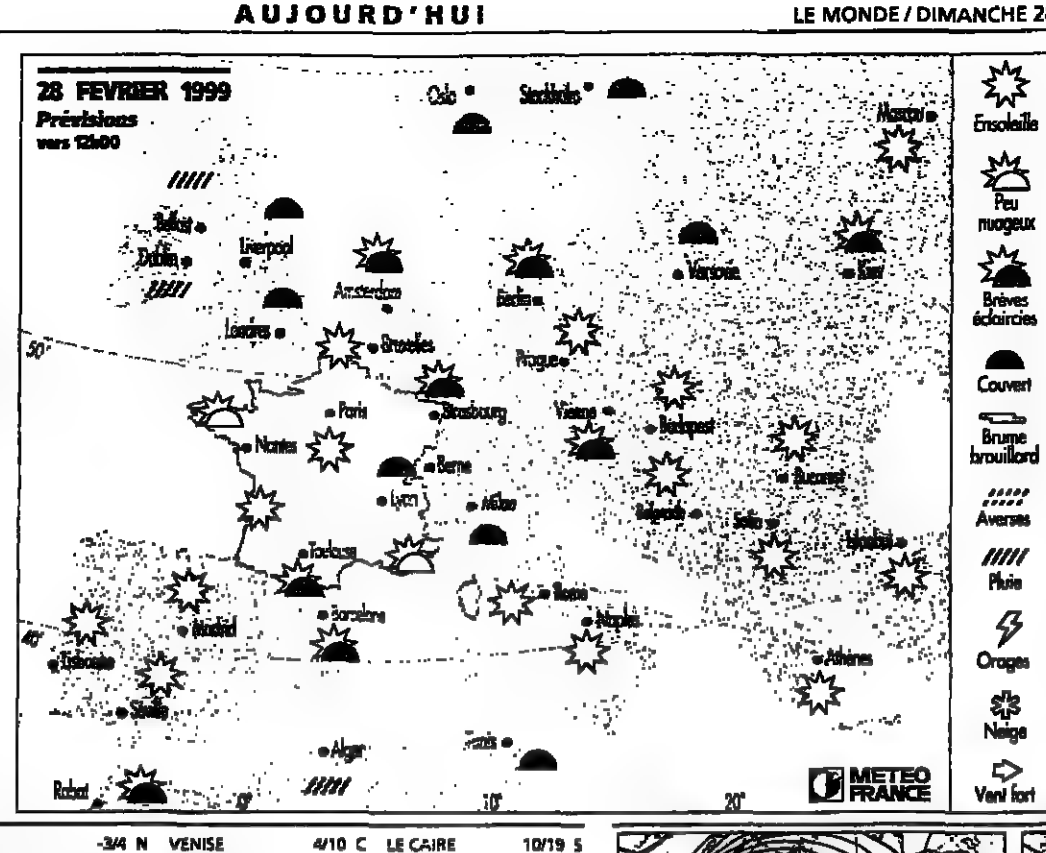 AUJOURD'HUI
LE MONDE / DIMANCHE 2
28 FEVRIER 1999
Prévisions
vers 12h00
Oslo
Stockholm
Moscou
Belfast
Dublin
Liverpool
Amsterdam
Berlin
Varsovie
Kiev
Londres
Bruxelles
Prague
50°
Paris
Strasbourg
Vienne
Budapest
Nantes
Berne
Bucarest
Lyon
Milan
Belgrade
Sofia
Istanbul
Toulouse
Barcelone
Rome
Naples
40°
Madrid
Lisbonne
Athènes
Séville
Alger
Tunis
Rabat
0°
10°
20°
METEO
FRANCE
Ensoleillé
Peu
nuageux
Brèves
éclaircies
Couvert
Brume
brouillard
Averses
Pluie
Orages
Neige
Vent fort
-3/4 N VENISE 4/10 C LE CAIRE 10/19 S